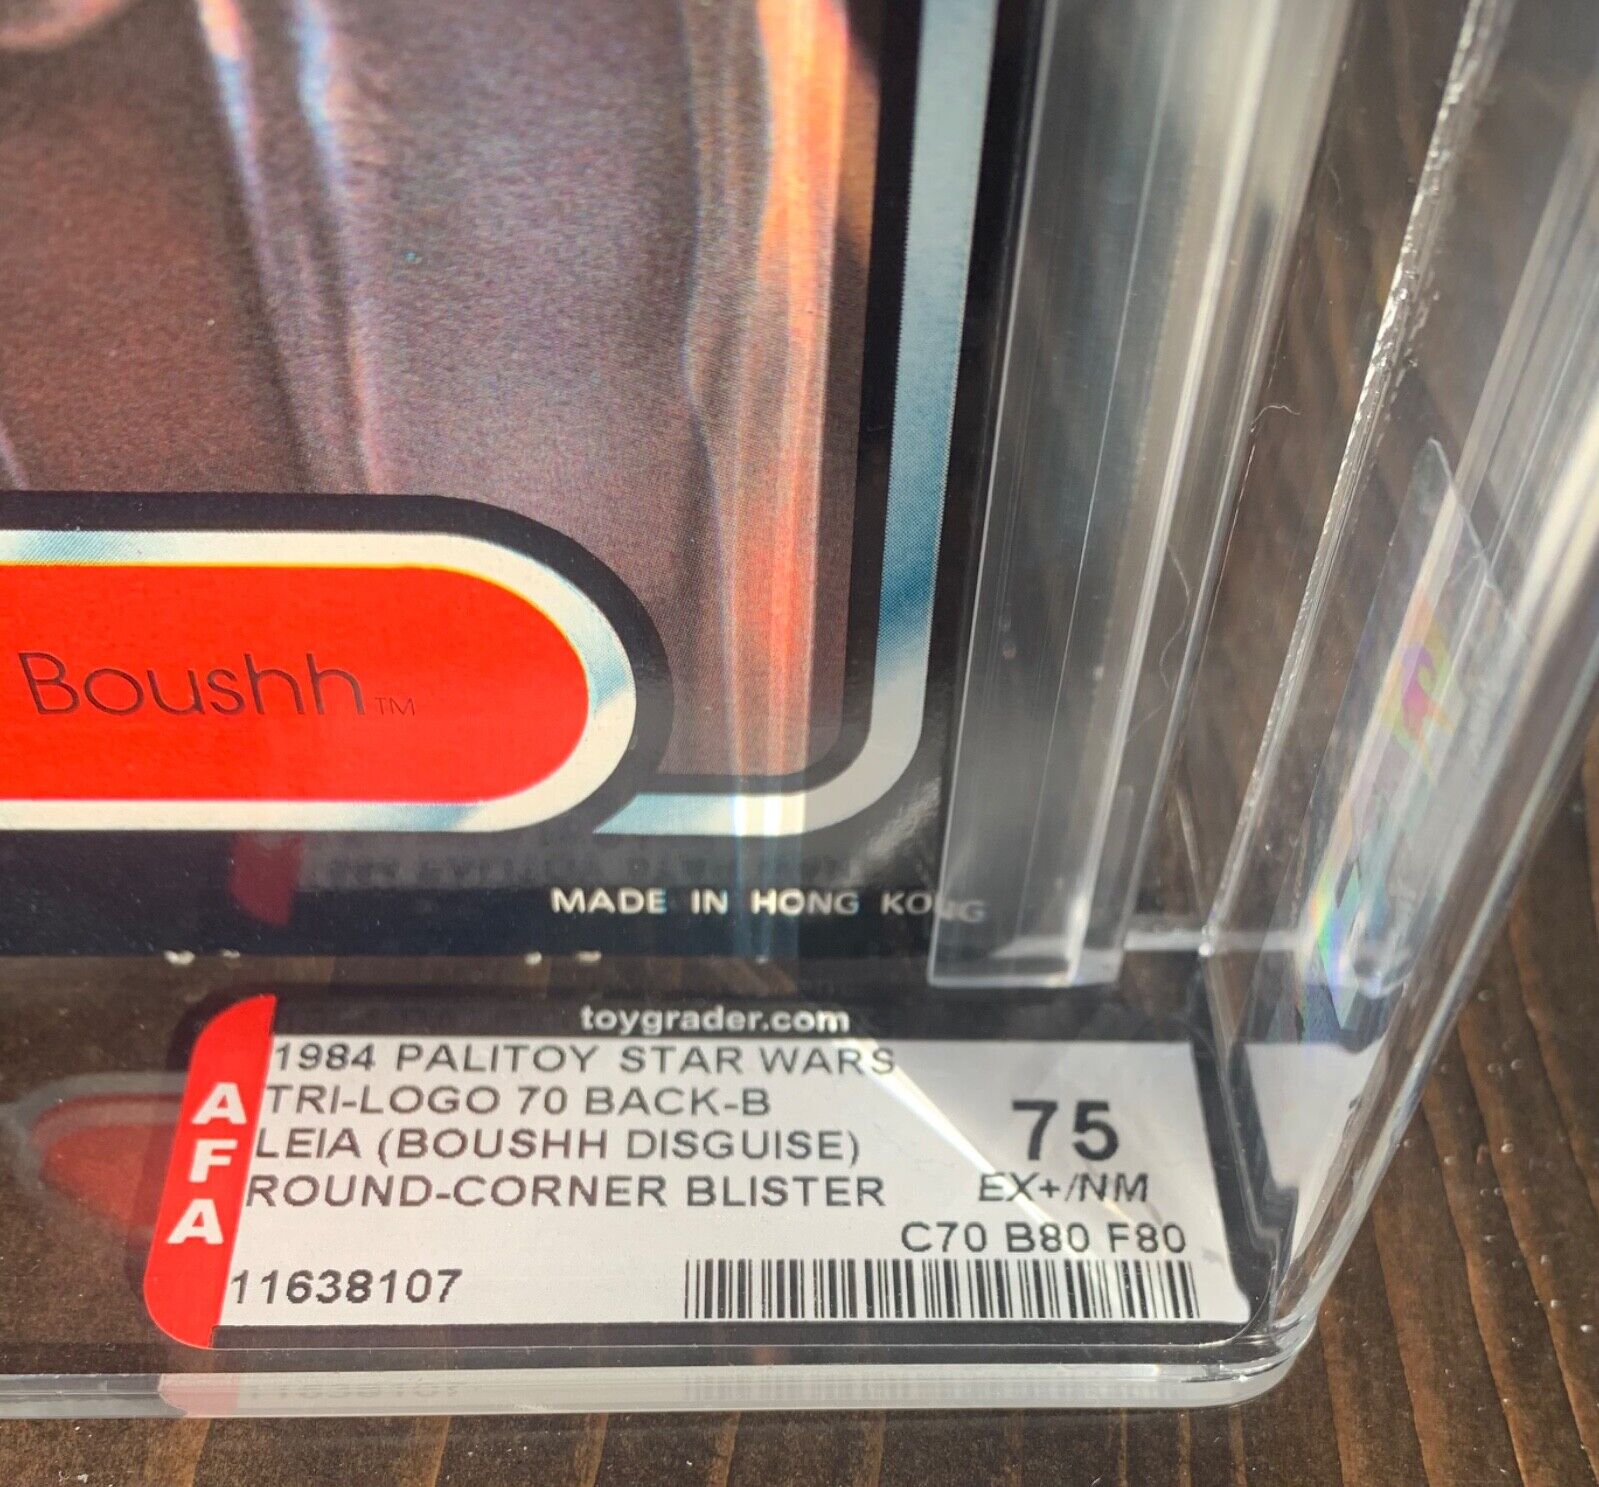 Boushh™
MADE IN HONG KONG
toygrader.com
AFA
1984 PALITOY STAR WARS
TRI-LOGO 70 BACK-B
LEIA (BOUSHH DISGUISE)
ROUND-CORNER BLISTER
75
EX+/NM
C70 B80 F80
11638107